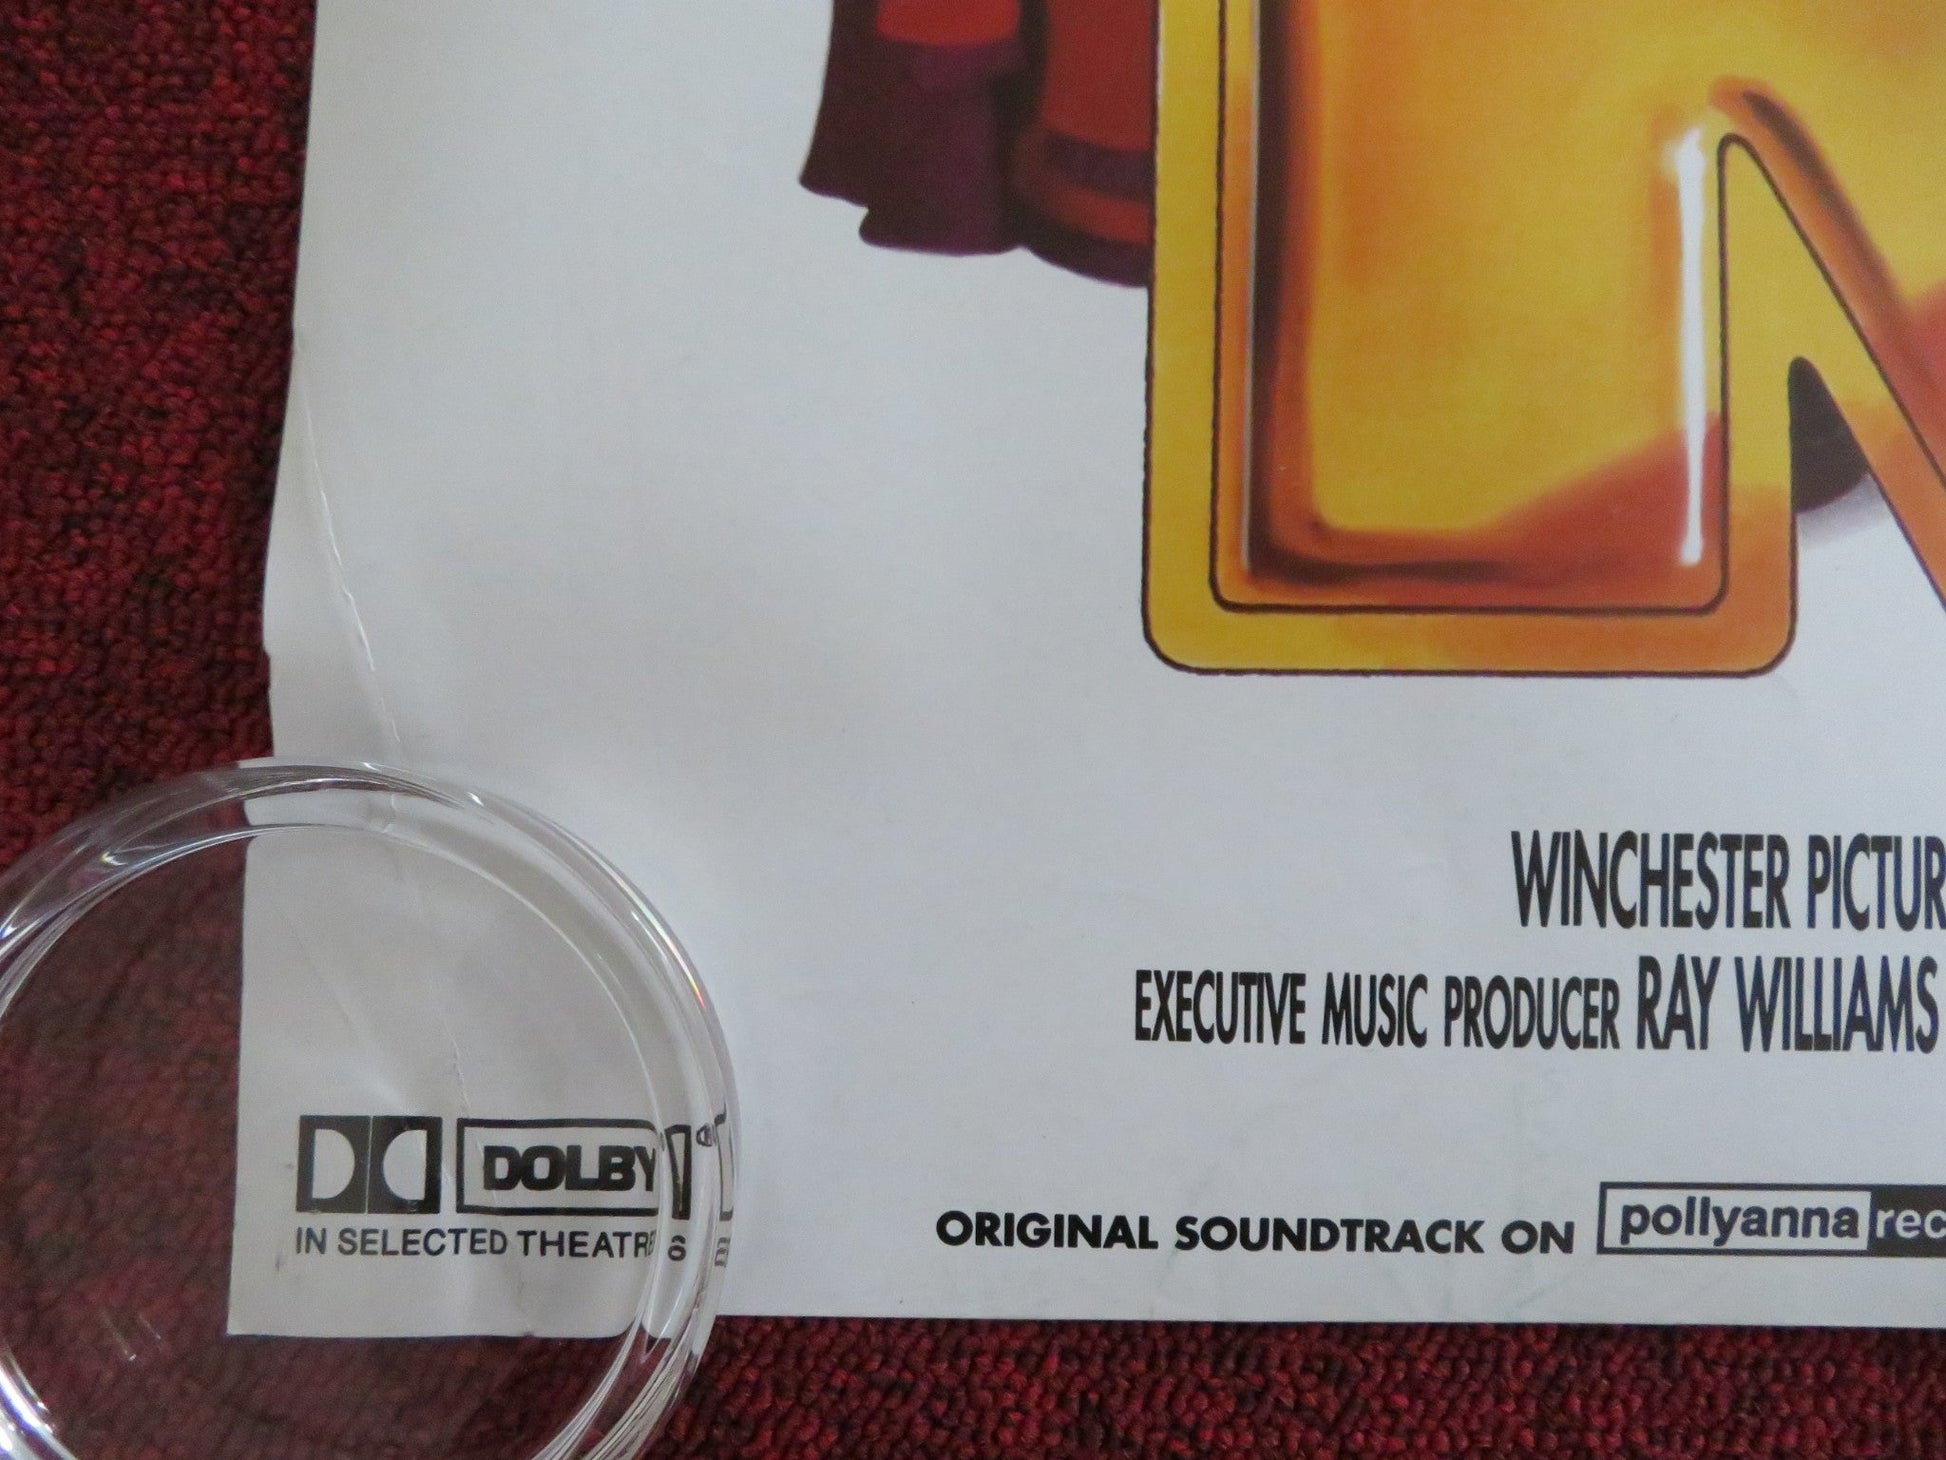 WINCHESTER PICTUR
EXECUTIVE MUSIC PRODUCER RAY WILLIAMS
DOLBY
IN SELECTED THEATRE
ORIGINAL SOUNDTRACK ON pollyanna rec